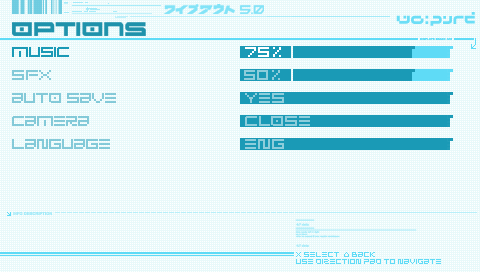 ワイプアウト 5.0
OPTIONS
MUSIC 75%
SFX 50%
AUTO SAVE YES
CAMERA CLOSE
LANGUAGE ENG
X SELECT △ BACK
USE DIRECTION PAD TO NAVIGATE